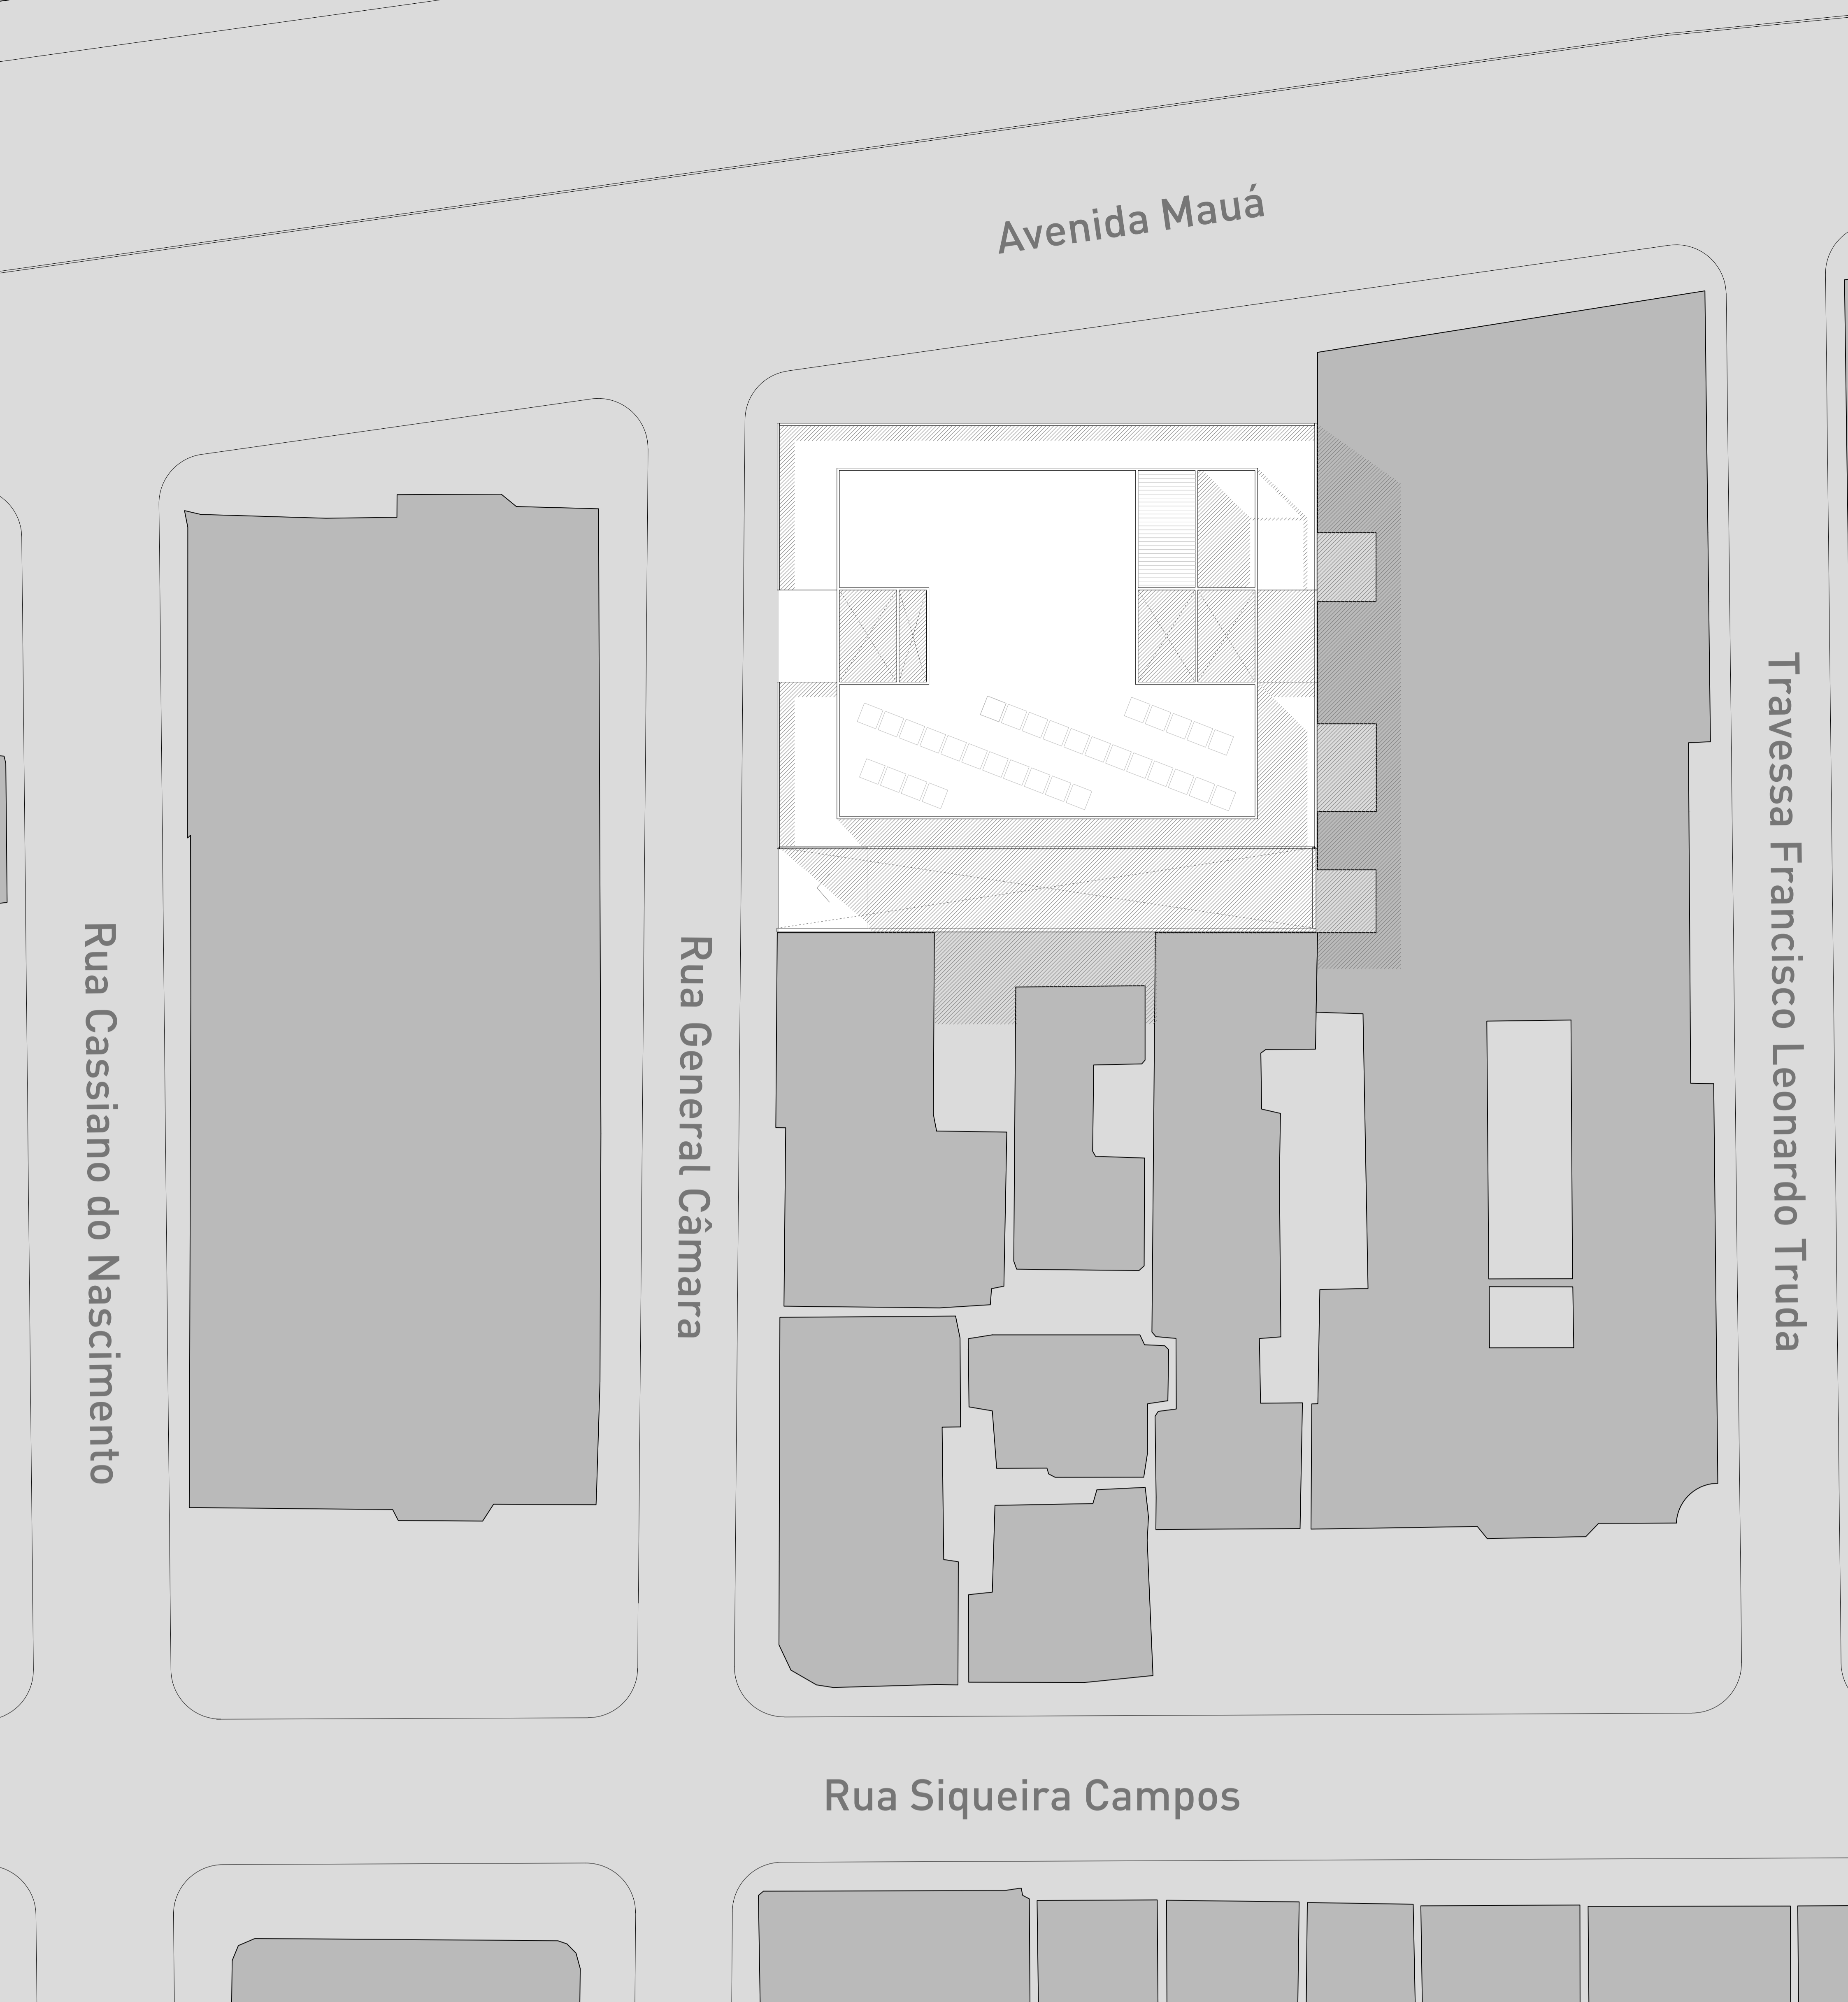 Avenida Mauá
Rua Cassiano do Nascimento
Rua General Câmara
Travessa Francisco Leonardo Truda
Rua Siqueira Campos